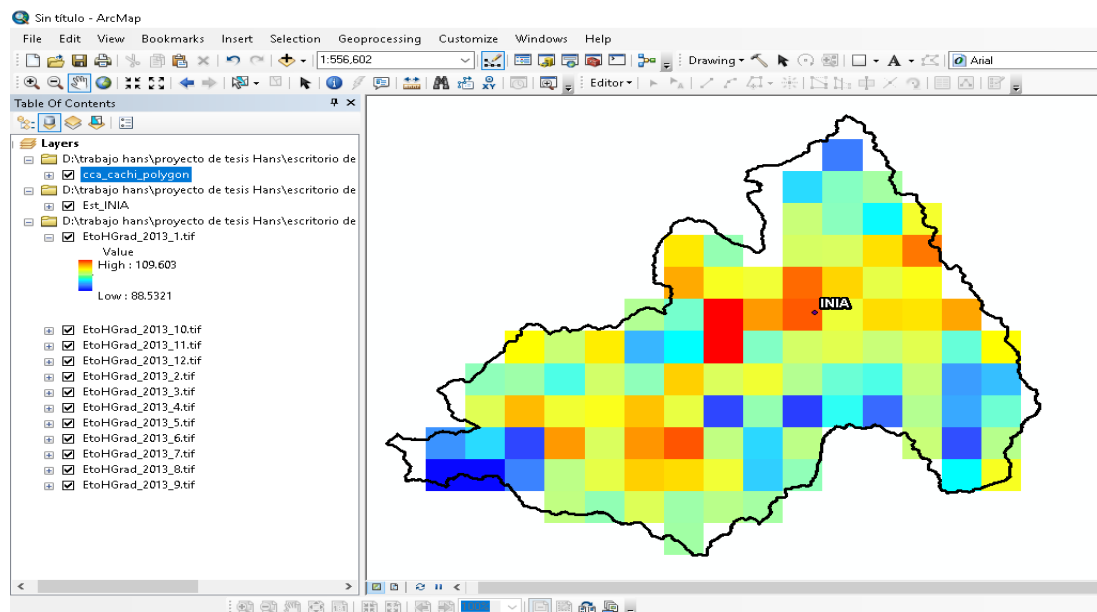 Sin título - ArcMap
File Edit View Bookmarks Insert Selection Geoprocessing Customize Windows Help
1:556,602 Drawing A Arial
Editor
Table Of Contents
Layers
D:\trabajo hans\proyecto de tesis Hans\escritorio de
cca_cachi_polygon
D:\trabajo hans\proyecto de tesis Hans\escritorio de
Est_INIA
D:\trabajo hans\proyecto de tesis Hans\escritorio de
EtoHGrad_2013_1.tif
Value
High : 109.603
Low : 88.5321
EtoHGrad_2013_10.tif
EtoHGrad_2013_11.tif
EtoHGrad_2013_12.tif
EtoHGrad_2013_2.tif
EtoHGrad_2013_3.tif
EtoHGrad_2013_4.tif
EtoHGrad_2013_5.tif
EtoHGrad_2013_6.tif
EtoHGrad_2013_7.tif
EtoHGrad_2013_8.tif
EtoHGrad_2013_9.tif
INIA